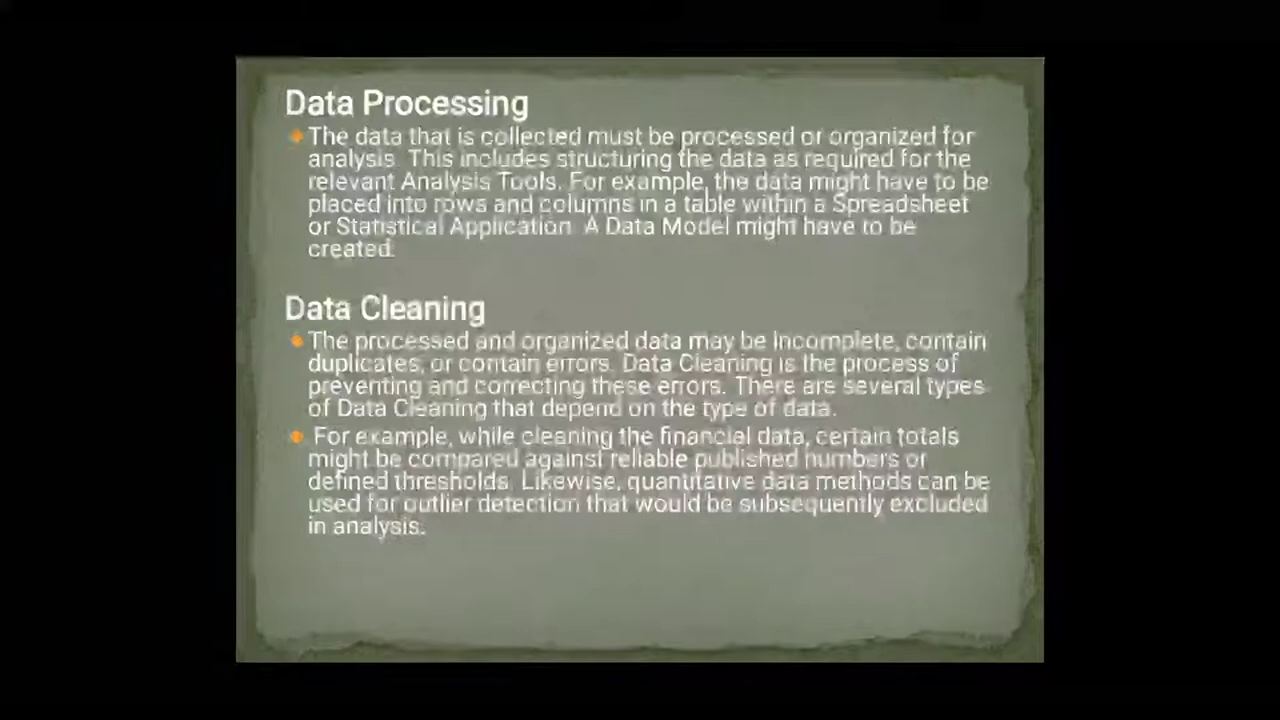 Data Processing
The data that is collected must be processed or organized for
analysis. This includes structuring the data as required for the
relevant Analysis Tools. For example, the data might have to be
placed into rows and columns in a table within a Spreadsheet
or Statistical Application. A Data Model might have to be
created.
Data Cleaning
The processed and organized data may be incomplete, contain
duplicates, or contain errors. Data Cleaning is the process of
preventing and correcting these errors. There are several types
of Data Cleaning that depend on the type of data.
For example, while cleaning the financial data, certain totals
might be compared against reliable published numbers or
defined thresholds. Likewise, quantitative data methods can be
used for outlier detection that would be subsequently excluded
in analysis.